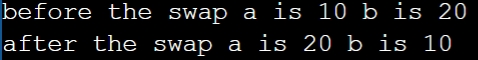 before the swap a is 10 b is 20
after the swap a is 20 b is 10